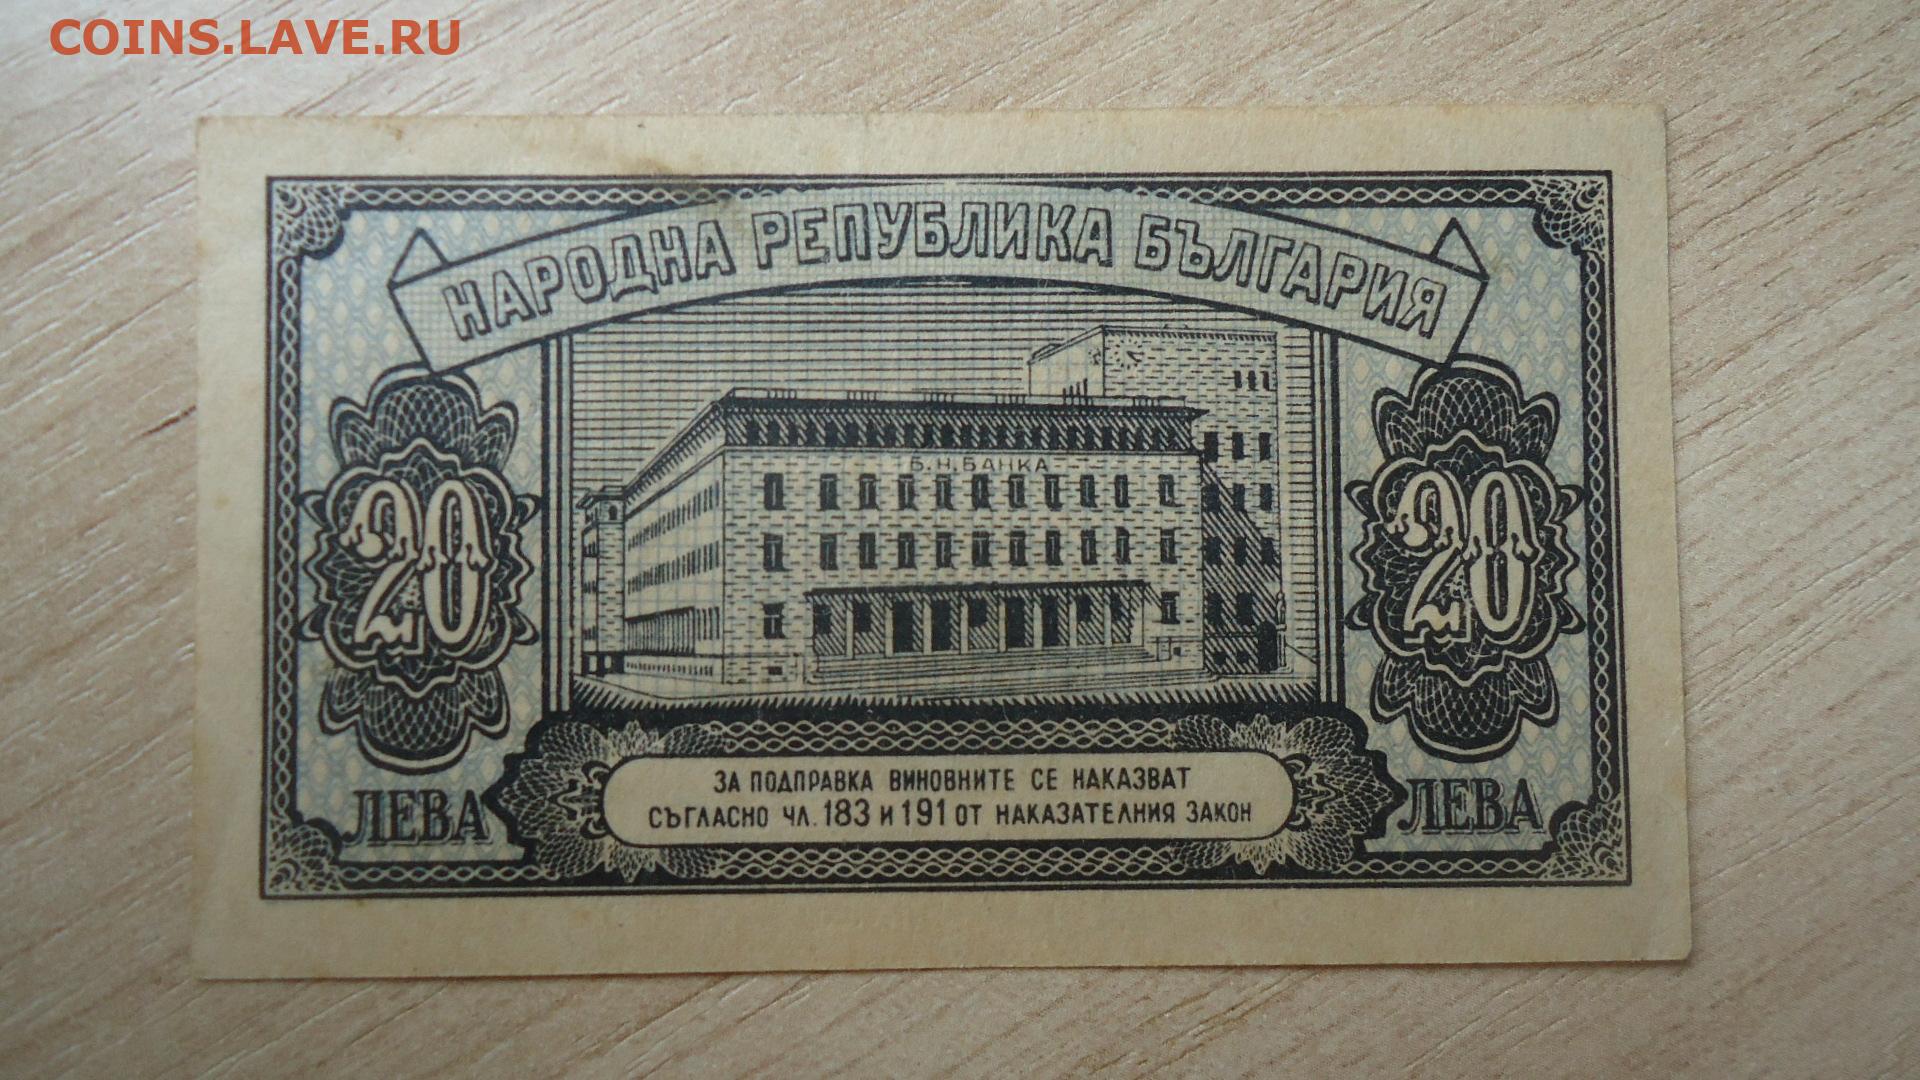 COINS.LAVE.RU
НАРОДНА РЕПУБЛИКА БЪЛГАРИЯ
Б.Н.БАНКА
20
20
ЛЕВА
ЛЕВА
ЗА ПОДПРАВКА ВИНОВНИТЕ СЕ НАКАЗВАТ
СЪГЛАСНО ЧЛ. 183 И 191 ОТ НАКАЗАТЕЛНИЯ ЗАКОН